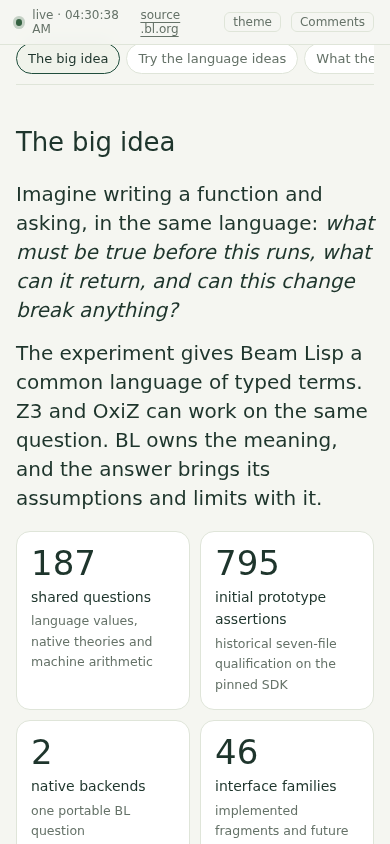 live · 04:30:38 AM
source .bl.org
theme
Comments
The big idea
Try the language ideas
What the
The big idea
Imagine writing a function and
asking, in the same language: what
must be true before this runs, what
can it return, and can this change
break anything?
The experiment gives Beam Lisp a
common language of typed terms.
Z3 and OxiZ can work on the same
question. BL owns the meaning,
and the answer brings its
assumptions and limits with it.
187
shared questions
language values,
native theories and
machine arithmetic
795
initial prototype
assertions
historical seven-file
qualification on the
pinned SDK
2
native backends
one portable BL
question
46
interface families
implemented
fragments and future